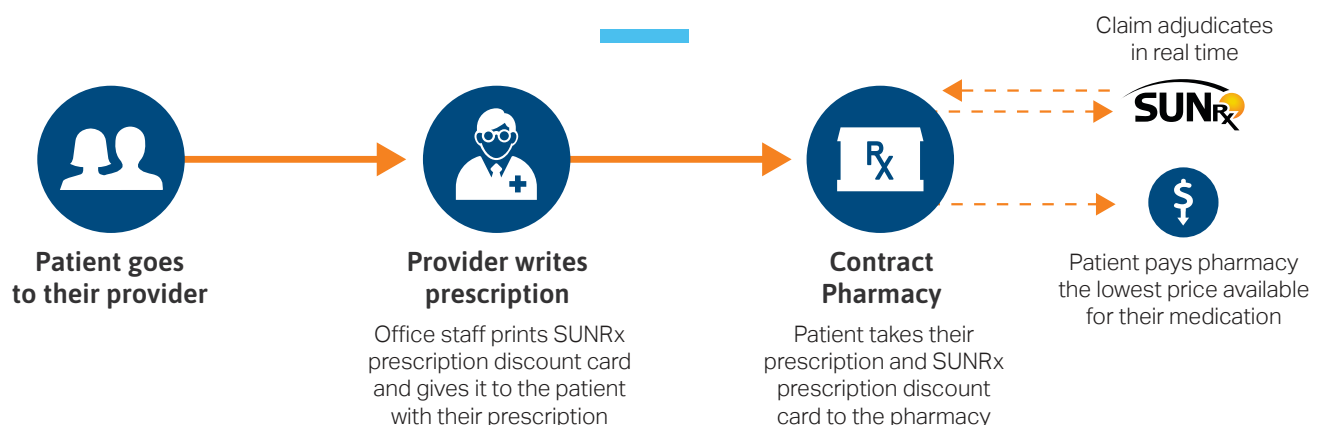 Claim adjudicates
in real time
SUNRx
Rx
$
Patient goes
to their provider
Provider writes
prescription
Office staff prints SUNRx
prescription discount card
and gives it to the patient
with their prescription
Contract
Pharmacy
Patient takes their
prescription and SUNRx
prescription discount
card to the pharmacy
Patient pays pharmacy
the lowest price available
for their medication